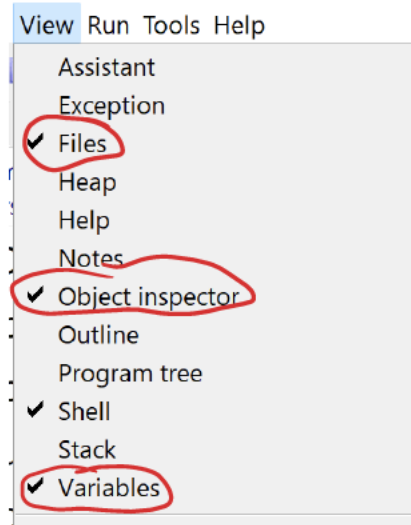 View Run Tools Help
Assistant
Exception
Files
Heap
Help
Notes
Object inspector
Outline
Program tree
Shell
Stack
Variables